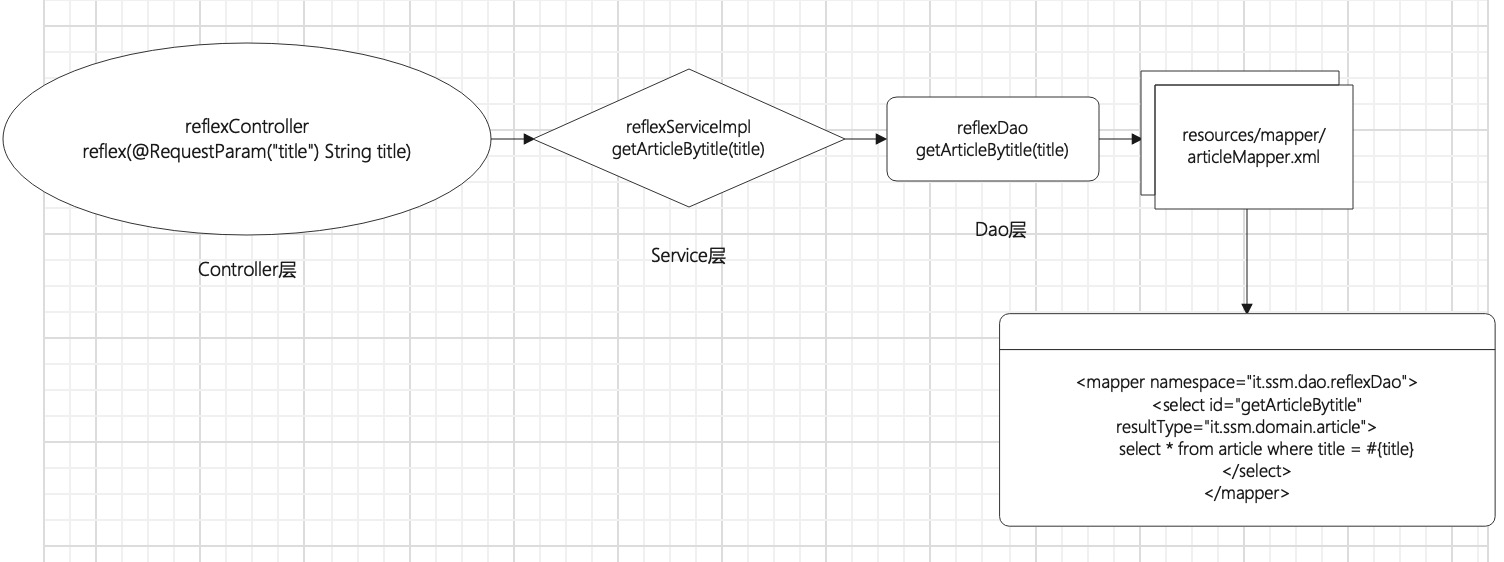 reflexController
reflex(@RequestParam("title") String title)
Controller层
reflexServiceImpl
getArticleBytitle(title)
Service层
reflexDao
getArticleBytitle(title)
Dao层
resources/mapper/
articleMapper.xml
<mapper namespace="it.ssm.dao.reflexDao">
<select id="getArticleBytitle"
resultType="it.ssm.domain.article">
select * from article where title = #{title}
</select>
</mapper>